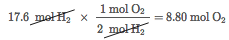 17.6 mol H₂ × 1 mol O₂ / 2 mol H₂ = 8.80 mol O₂